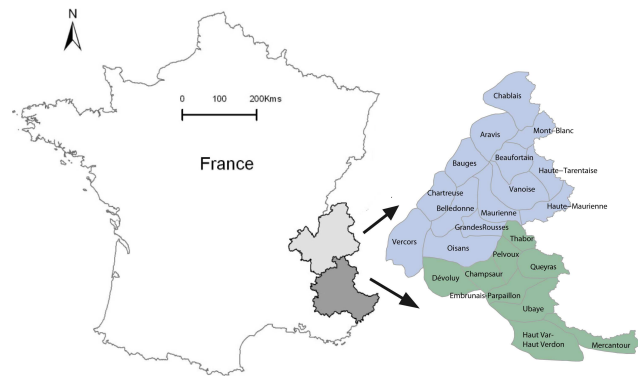 N
0 100 200Kms
France
Chablais
Mont-Blanc
Aravis
Beaufortain
Bauges
Haute-Tarentaise
Chartreuse
Vanoise
Belledonne
Haute-Maurienne
Maurienne
GrandesRousses
Vercors
Oisans
Thabor
Pelvoux
Queyras
Dévoluy
Champsaur
Embrunais-Parpaillon
Ubaye
Haut Var-
Haut Verdon
Mercantour